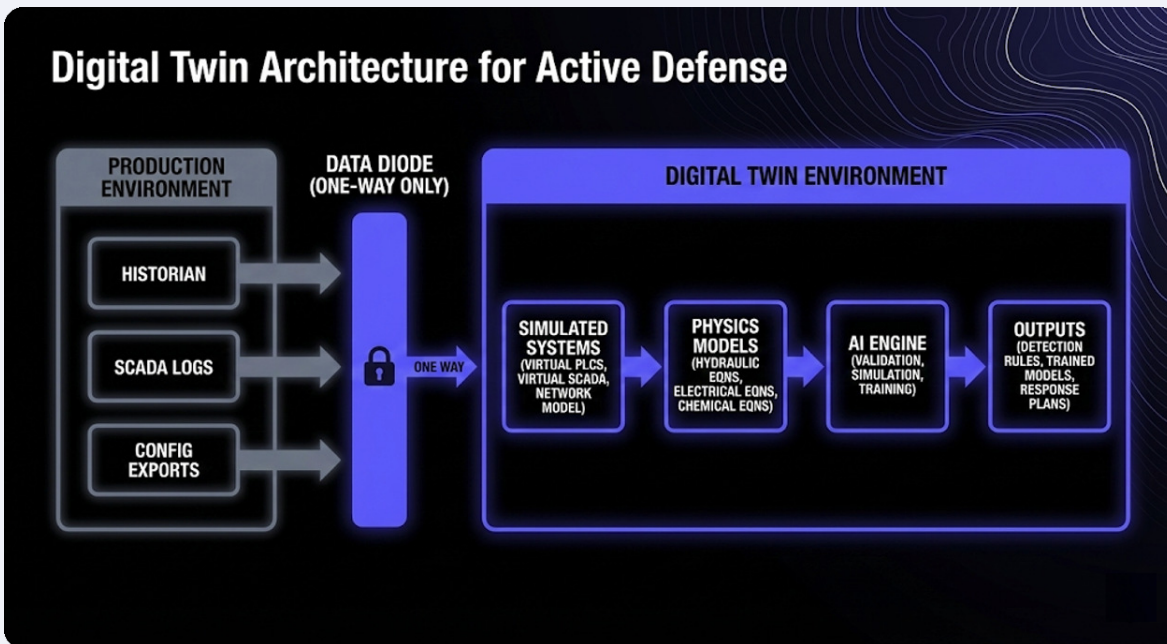 Digital Twin Architecture for Active Defense
PRODUCTION
ENVIRONMENT
HISTORIAN
SCADA LOGS
CONFIG
EXPORTS
DATA DIODE
(ONE-WAY ONLY)
ONE WAY
DIGITAL TWIN ENVIRONMENT
SIMULATED
SYSTEMS
(VIRTUAL PLCS,
VIRTUAL SCADA,
NETWORK
MODEL)
PHYSICS
MODELS
(HYDRAULIC
EQNS,
ELECTRICAL EQNS,
CHEMICAL EQNS)
AI ENGINE
(VALIDATION,
SIMULATION,
TRAINING)
OUTPUTS
(DETECTION
RULES, TRAINED
MODELS,
RESPONSE
PLANS)